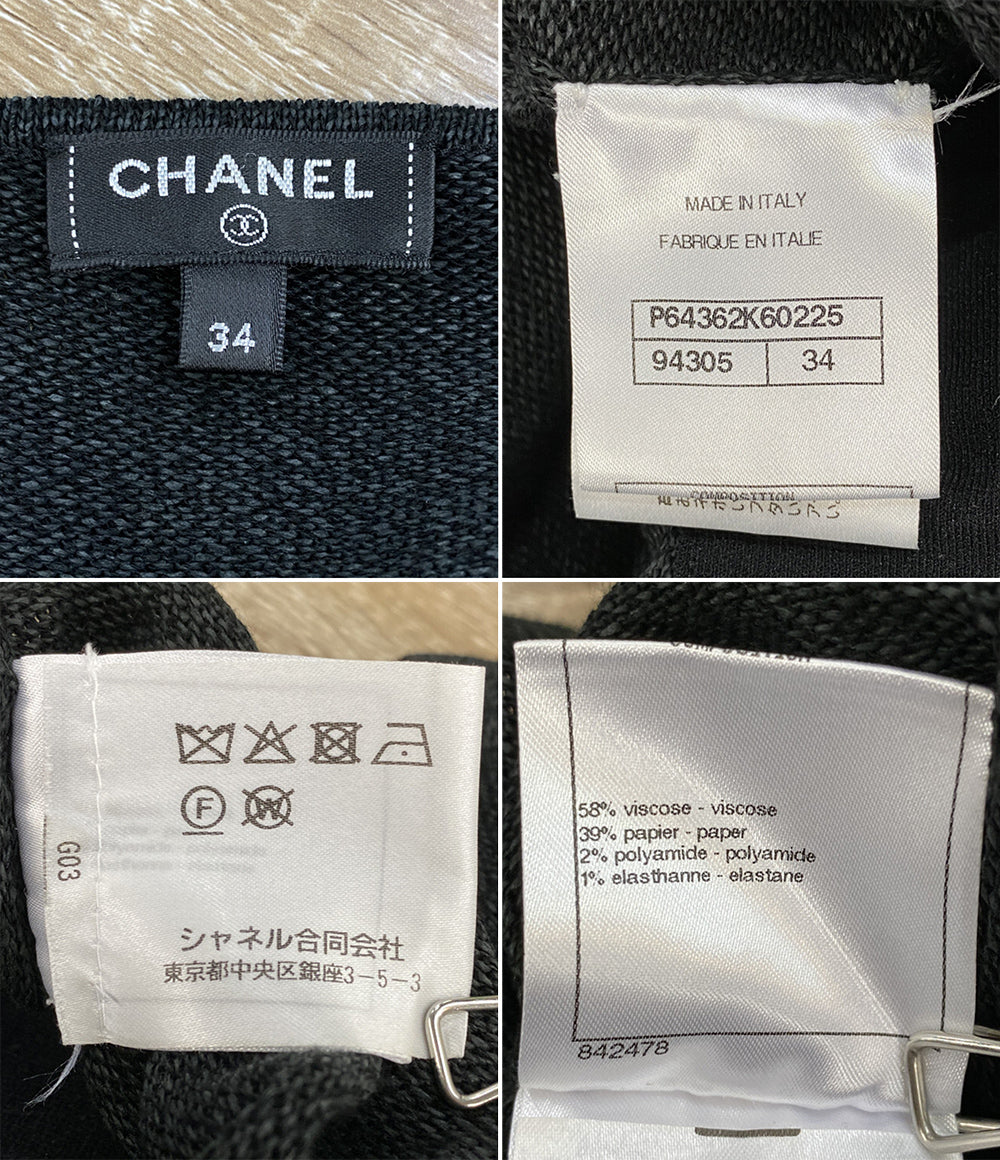 CHANEL
34
MADE IN ITALY
FABRIQUE EN ITALIE
P64362K60225
94305 34
COMPOSITION
F
W
G03
シャネル合同会社
東京都中央区銀座3-5-3
COMPOSITION
58% viscose - viscose
39% papier - paper
2% polyamide - polyamide
1% elasthanne - elastane
842478